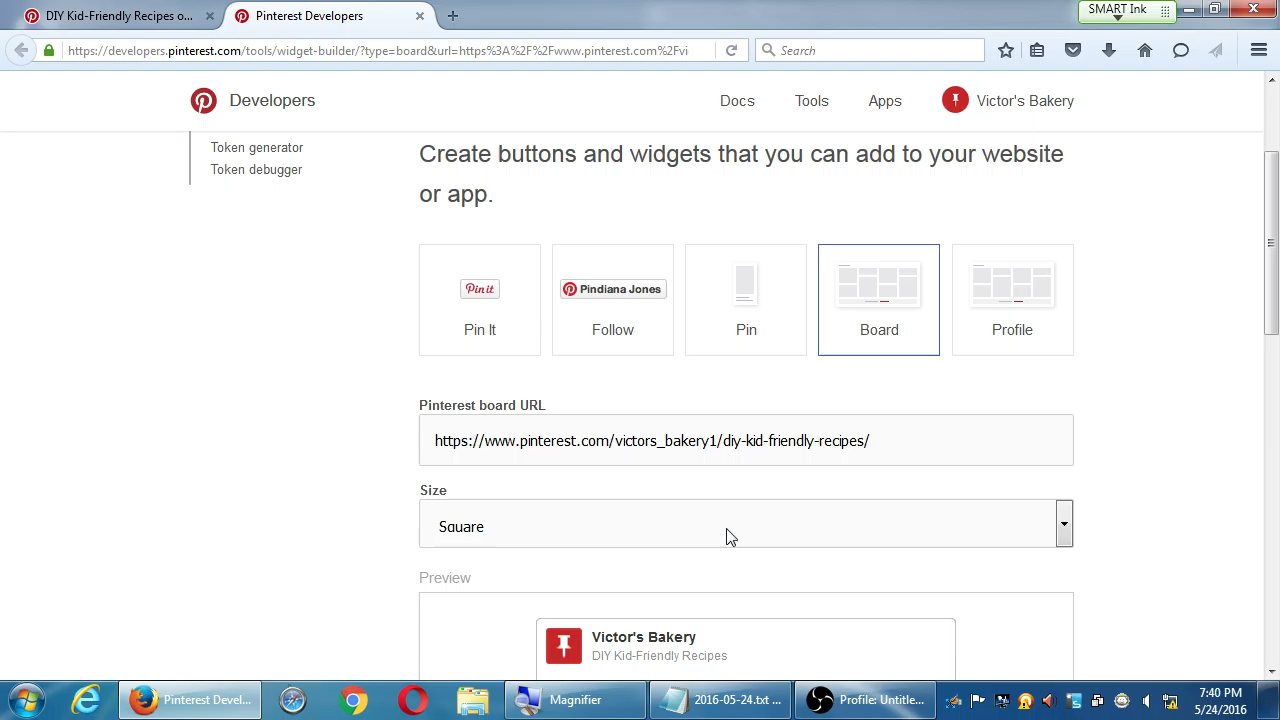 SMART Ink
DIY Kid-Friendly Recipes o...
Pinterest Developers
https://developers.pinterest.com/tools/widget-builder/?type=board&url=https%3A%2F%2Fwww.pinterest.com%2Fvi
Search
Developers
Docs
Tools
Apps
Victor's Bakery
Token generator
Token debugger
Create buttons and widgets that you can add to your website
or app.
Pin it
Pindiana Jones
Pin It
Follow
Pin
Board
Profile
Pinterest board URL
https://www.pinterest.com/victors_bakery1/diy-kid-friendly-recipes/
Size
Square
Preview
Victor's Bakery
DIY Kid-Friendly Recipes
Pinterest Devel...
Magnifier
2016-05-24.txt ...
Profile: Untitle...
7:40 PM
5/24/2016